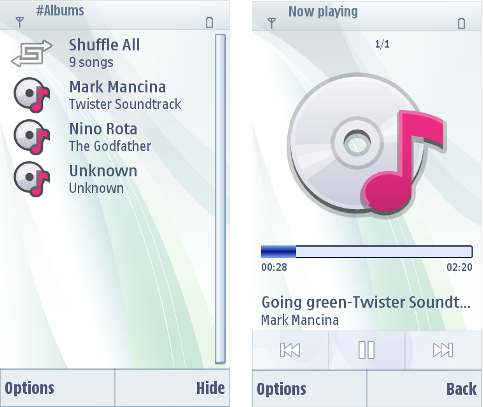 #Albums
Shuffle All
9 songs
Mark Mancina
Twister Soundtrack
Nino Rota
The Godfather
Unknown
Unknown
Options Hide
Now playing
1/1
00:28 02:20
Going green-Twister Soundt...
Mark Mancina
Options Back